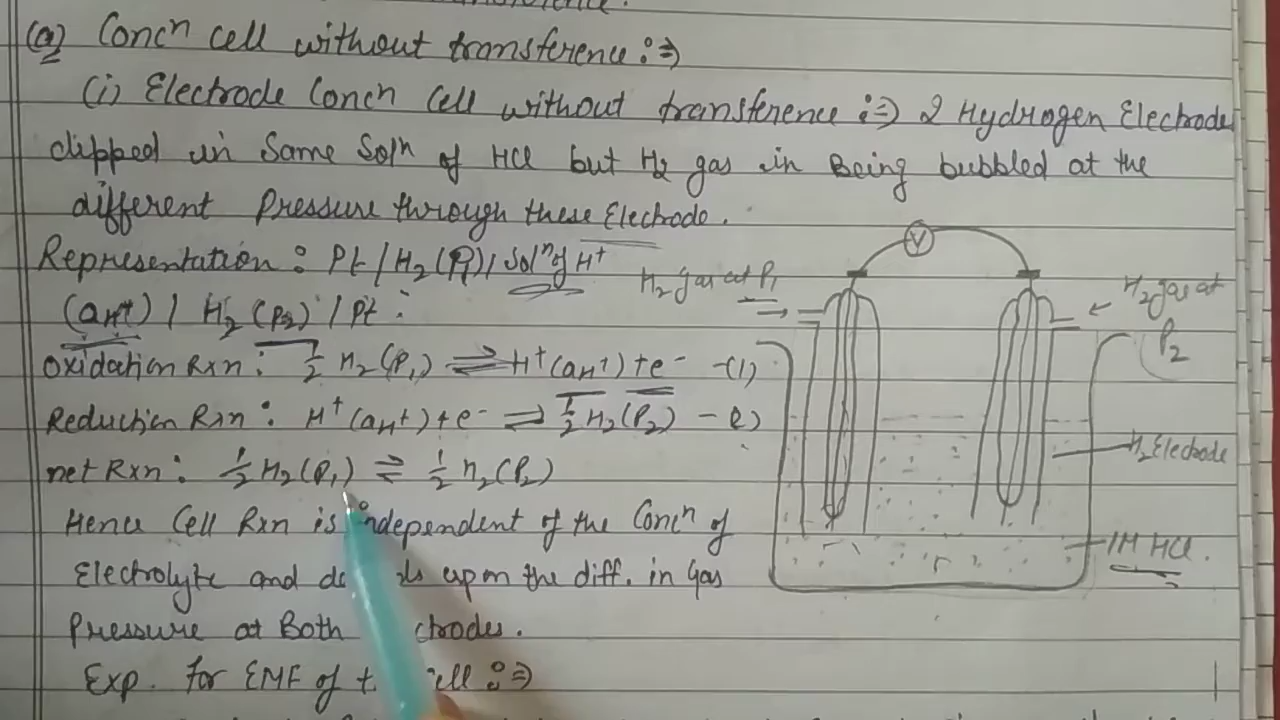 (a) Concⁿ cell without transference :⇒
(i) Electrode Concn Cell without transference :⇒ 2 Hydrogen Electrode
dipped in Same Solⁿ of HCl but H₂ gas in Being bubbled at the
different Pressure through these Electrode.
Representation : Pt / H₂ (P₁) / Solⁿ of H⁺
(aH⁺) / H₂ (P₂) / Pt :
Oxidation Rxn : ½ H₂(P₁) ⇌ H⁺(aH⁺) + e⁻ -(1)
Reduction Rxn : H⁺(aH⁺) + e⁻ ⇌ ½ H₂(P₂) - 2)
net Rxn : ½ H₂(P₁) ⇌ ½ H₂(P₂)
Hence Cell Rxn is independent of the Concⁿ of
Electrolyte and upon the diff. in Gas
Pressure at Both
Exp. for EMF of
V
H₂ gas at P₁
H₂ gas at
P₂
H₂ Electrode
1M HCl.